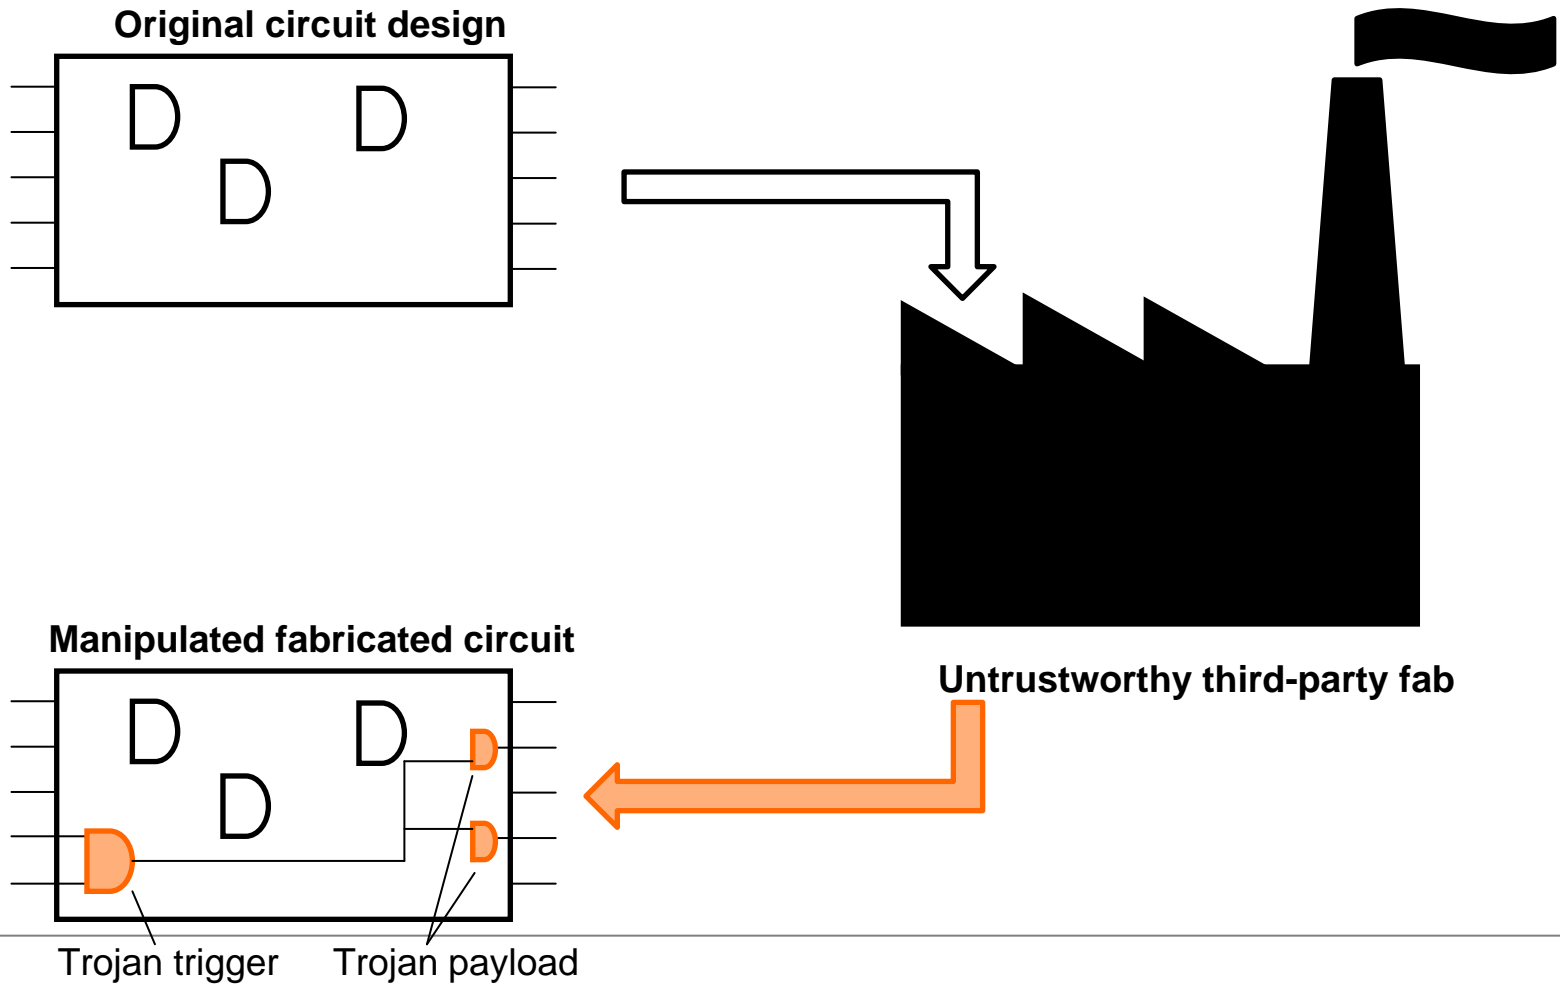 Original circuit design
Manipulated fabricated circuit
Untrustworthy third-party fab
Trojan trigger
Trojan payload